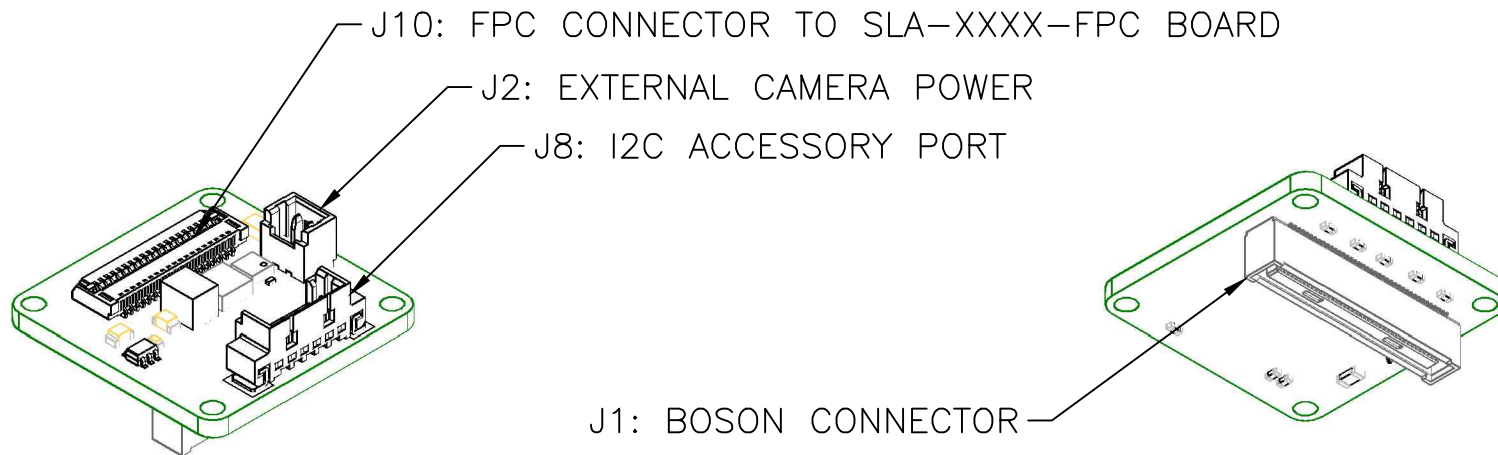 J10: FPC CONNECTOR TO SLA-XXXX-FPC BOARD
J2: EXTERNAL CAMERA POWER
J8: I2C ACCESSORY PORT
J1: BOSON CONNECTOR